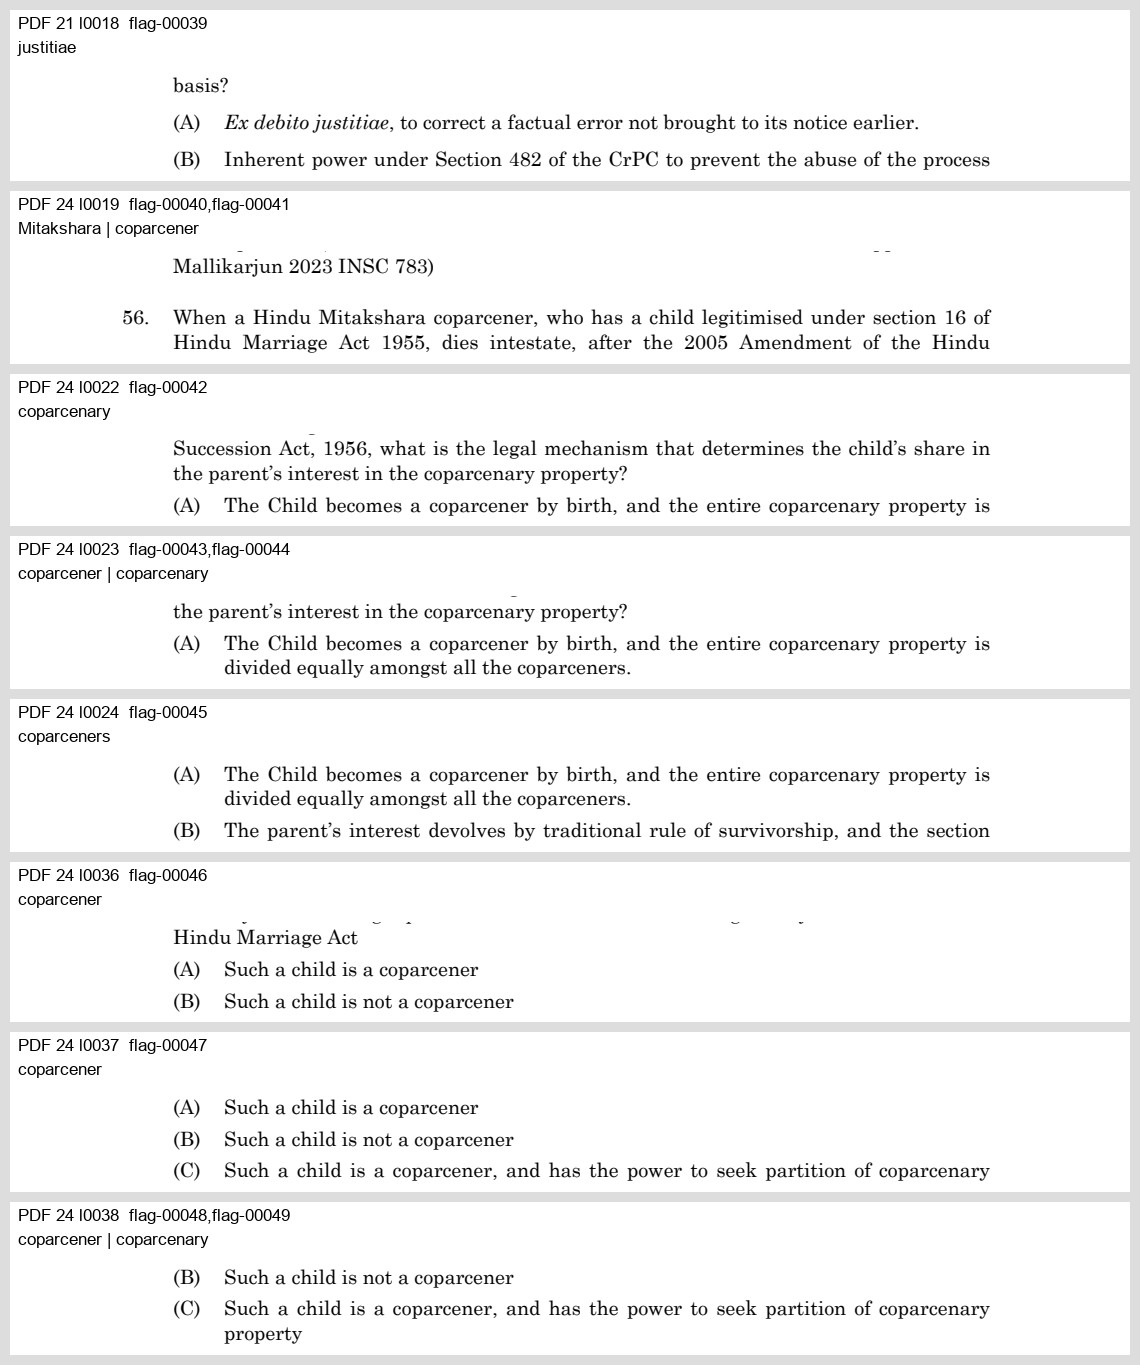 PDF 21 l0018 flag-00039
justitiae
basis?
(A) Ex debito justitiae, to correct a factual error not brought to its notice earlier.
(B) Inherent power under Section 482 of the CrPC to prevent the abuse of the process
PDF 24 l0019 flag-00040,flag-00041
Mitakshara | coparcener
Mallikarjun 2023 INSC 783)
56. When a Hindu Mitakshara coparcener, who has a child legitimised under section 16 of
Hindu Marriage Act 1955, dies intestate, after the 2005 Amendment of the Hindu
PDF 24 l0022 flag-00042
coparcenary
Succession Act, 1956, what is the legal mechanism that determines the child's share in
the parent's interest in the coparcenary property?
(A) The Child becomes a coparcener by birth, and the entire coparcenary property is
PDF 24 l0023 flag-00043,flag-00044
coparcener | coparcenary
the parent's interest in the coparcenary property?
(A) The Child becomes a coparcener by birth, and the entire coparcenary property is
divided equally amongst all the coparceners.
PDF 24 l0024 flag-00045
coparceners
(A) The Child becomes a coparcener by birth, and the entire coparcenary property is
divided equally amongst all the coparceners.
(B) The parent's interest devolves by traditional rule of survivorship, and the section
PDF 24 l0036 flag-00046
coparcener
Hindu Marriage Act
(A) Such a child is a coparcener
(B) Such a child is not a coparcener
PDF 24 l0037 flag-00047
coparcener
(A) Such a child is a coparcener
(B) Such a child is not a coparcener
(C) Such a child is a coparcener, and has the power to seek partition of coparcenary
PDF 24 l0038 flag-00048,flag-00049
coparcener | coparcenary
(B) Such a child is not a coparcener
(C) Such a child is a coparcener, and has the power to seek partition of coparcenary
property